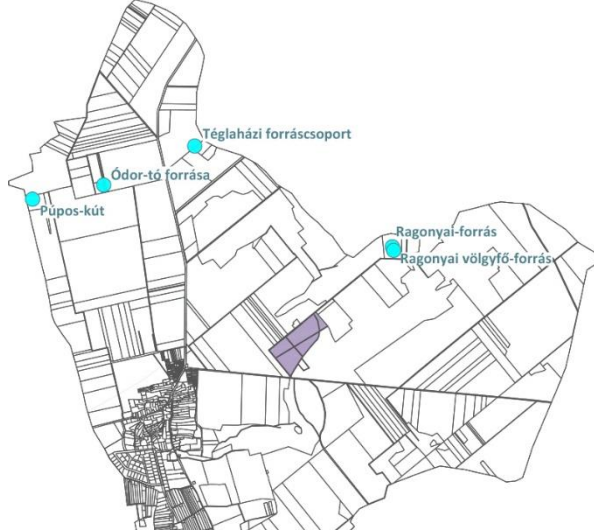 Téglaházi forráscsoport
Ódor-tó forrása
Púpos-kút
Ragonyai-forrás
Ragonyai völgyfő-forrás